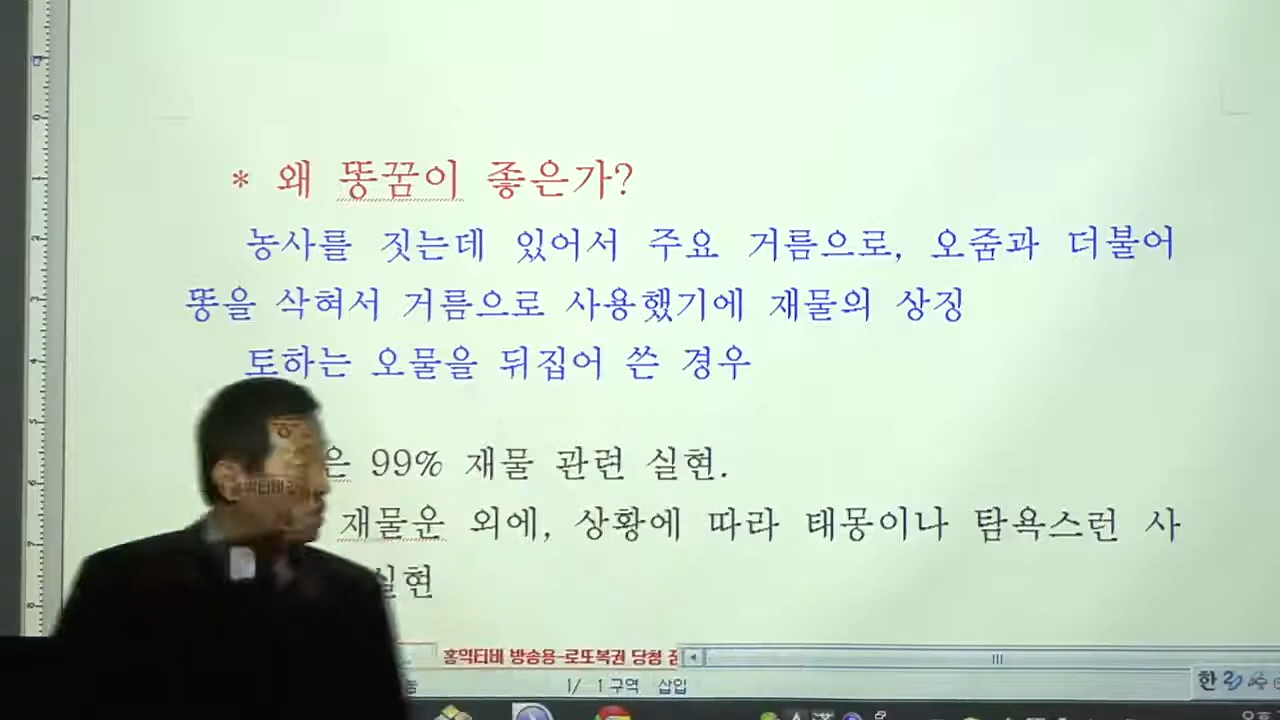 * 왜 똥꿈이 좋은가?
농사를 짓는데 있어서 주요 거름으로, 오줌과 더불어
똥을 삭혀서 거름으로 사용했기에 재물의 상징
토하는 오물을 뒤집어 쓴 경우
은 99% 재물 관련 실현.
재물운 외에, 상황에 따라 태몽이나 탐욕스런 사
실현
홍익티비 방송용-로또복권 당첨
1/ 1 구역 삽입
한